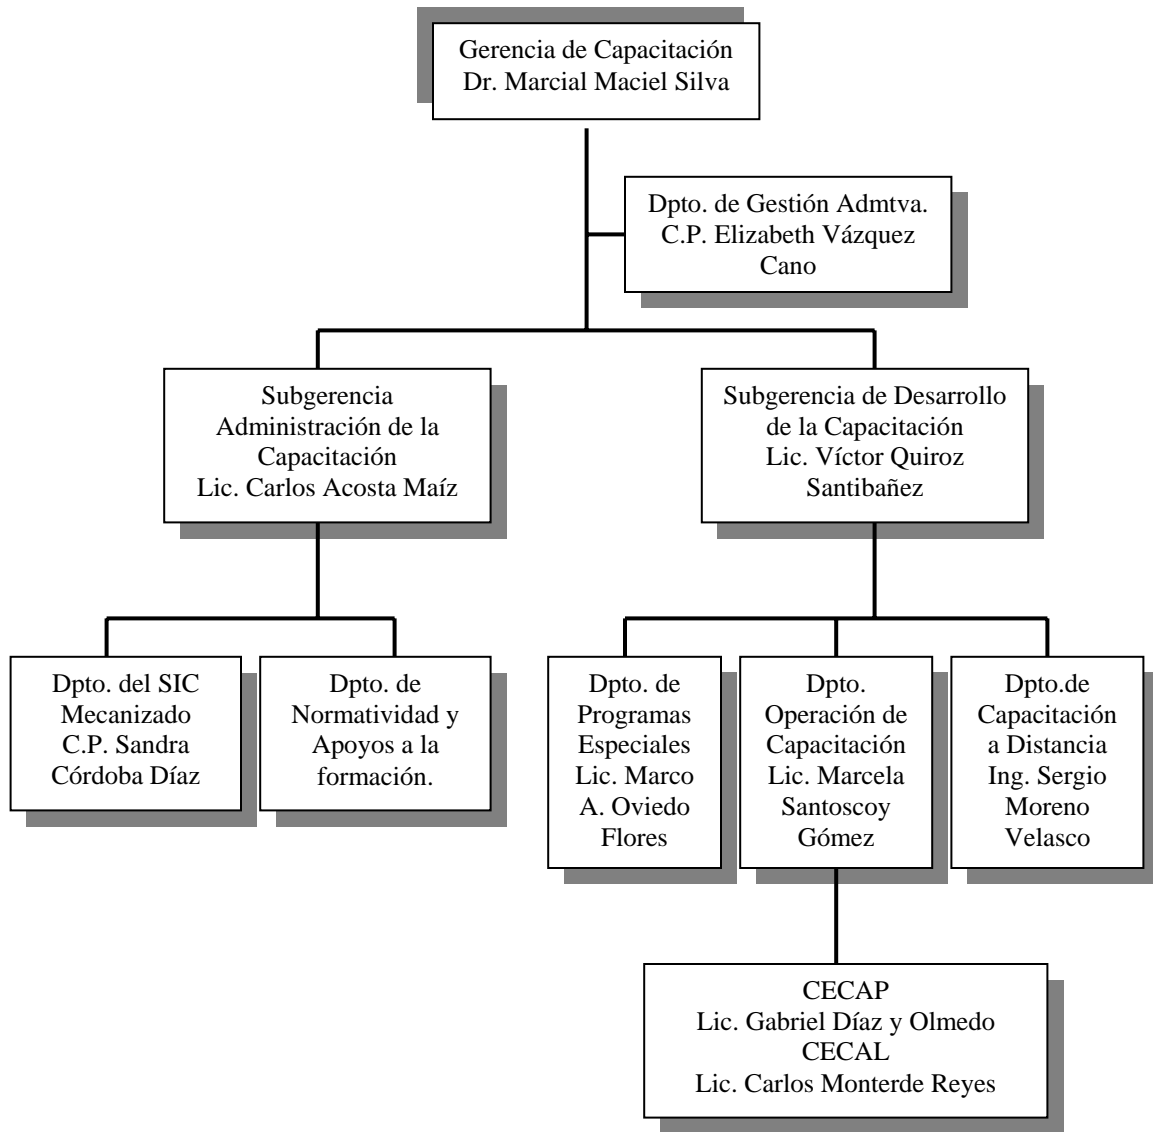 Gerencia de Capacitación
Dr. Marcial Maciel Silva
Dpto. de Gestión Admtva.
C.P. Elizabeth Vázquez
Cano
Subgerencia
Administración de la
Capacitación
Lic. Carlos Acosta Maíz
Subgerencia de Desarrollo
de la Capacitación
Lic. Víctor Quiroz
Santibañez
Dpto. del SIC
Mecanizado
C.P. Sandra
Córdoba Díaz
Dpto. de
Normatividad y
Apoyos a la
formación.
Dpto. de
Programas
Especiales
Lic. Marco
A. Oviedo
Flores
Dpto.
Operación de
Capacitación
Lic. Marcela
Santoscoy
Gómez
Dpto.de
Capacitación
a Distancia
Ing. Sergio
Moreno
Velasco
CECAP
Lic. Gabriel Díaz y Olmedo
CECAL
Lic. Carlos Monterde Reyes